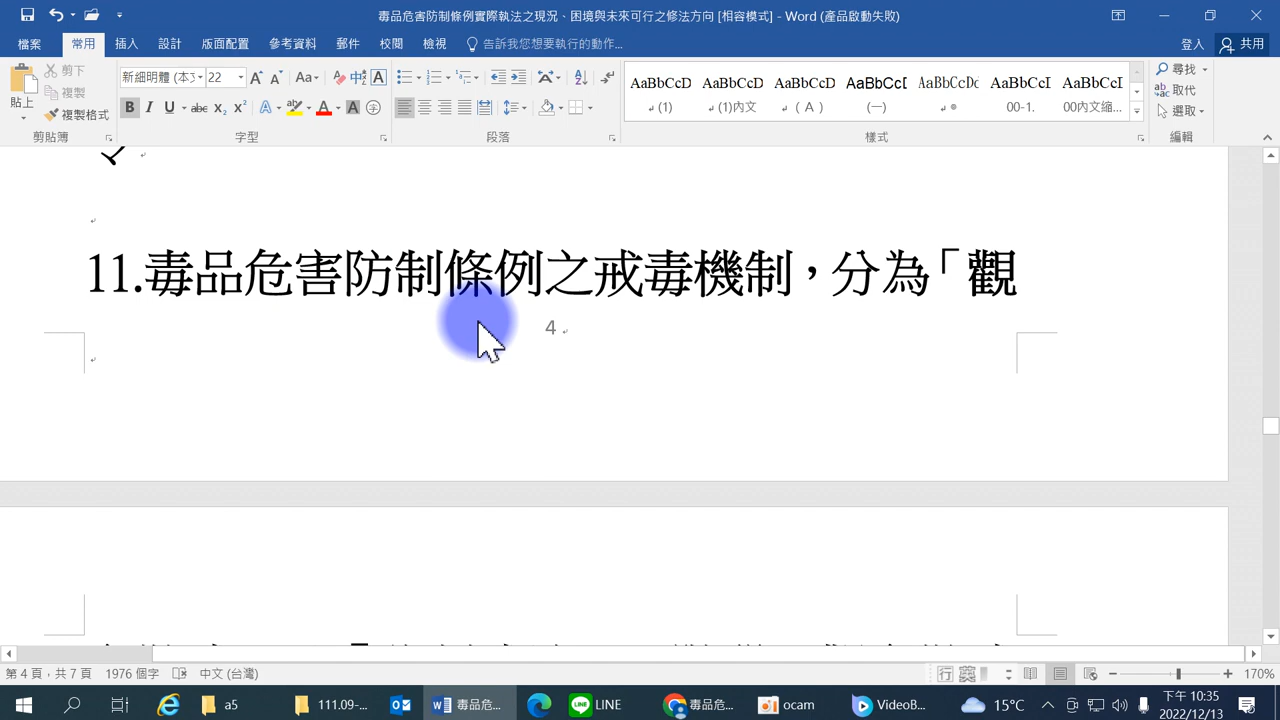 毒品危害防制條例實際執法之現況、困境與未來可行之修法方向 [相容模式] - Word (產品啟動失敗)
檔案 常用 插入 設計 版面配置 參考資料 郵件 校閱 檢視 告訴我您想要執行的動作... 登入 共用
貼上 剪下 複製 複製格式
新細明體 (本文 22
AaBbCcD AaBbCcD AaBbCcD AaBbCcI AaBbCcD AaBbCcI AaBbCcI
(1) (1)內文 (A) (一) 00-1. 00內文縮...
尋找 取代 選取
剪貼簿 字型 段落 樣式 編輯
11.毒品危害防制條例之戒毒機制，分為「觀
4
第 4 頁，共 7 頁 1976 個字 中文 (台灣) 170%
a5 111.09-... 毒品危... LINE 毒品危... ocam VideoB... 15°C 下午 10:35
2022/12/13